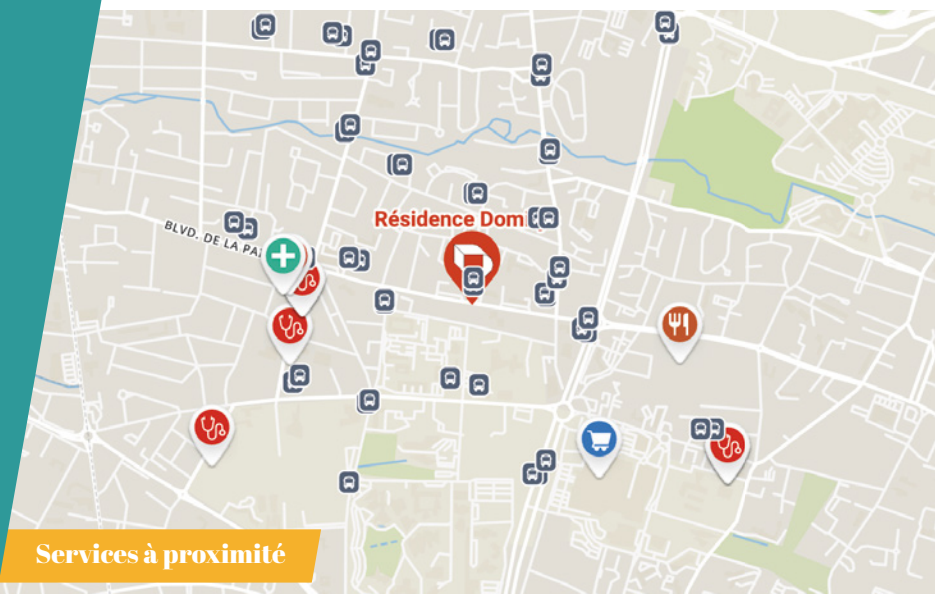 Résidence Dom
BLVD. DE LA PA
Services à proximité